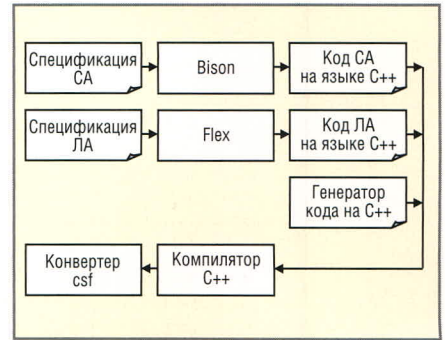 Спецификация
СА
Bison
Код СА
на языке С++
Спецификация
ЛА
Flex
Код ЛА
на языке С++
Генератор
кода на С++
Конвертер
csf
Компилятор
С++